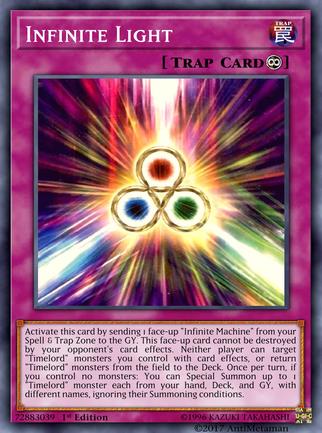 Infinite Light
TRAP
罠
[Trap Card∞]
Activate this card by sending 1 face-up "Infinite Machine" from your
Spell & Trap Zone to the GY. This face-up card cannot be destroyed
by your opponent's card effects. Neither player can target
"Timelord" monsters you control with card effects, or return
"Timelord" monsters from the field to the Deck. Once per turn, if
you control no monsters: You can Special Summon up to 1
"Timelord" monster each from your hand, Deck, and GY, with
different names, ignoring their Summoning conditions.
72883039
1st Edition
©1996 KAZUKI TAKAHASHI
©2017 AntiMetaman